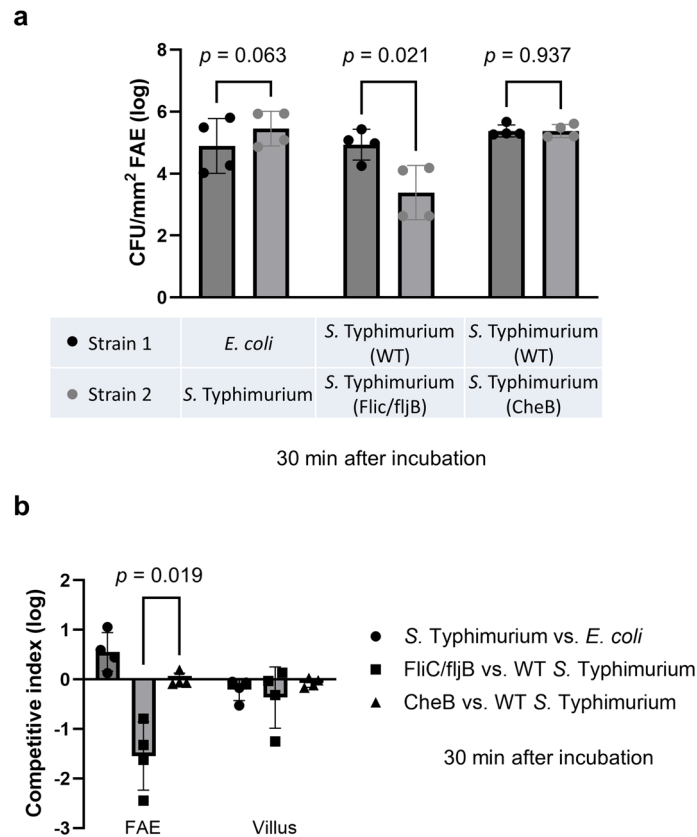 a
p = 0.063
p = 0.021
p = 0.937
CFU/mm² FAE (log)
8
6
4
2
0
Strain 1
E. coli
S. Typhimurium
(WT)
S. Typhimurium
(WT)
Strain 2
S. Typhimurium
S. Typhimurium
(Flic/fljB)
S. Typhimurium
(CheB)
30 min after incubation
b
p = 0.019
Competitive index (log)
2
1
0
-1
-2
-3
FAE
Villus
S. Typhimurium vs. E. coli
FliC/fljB vs. WT S. Typhimurium
CheB vs. WT S. Typhimurium
30 min after incubation